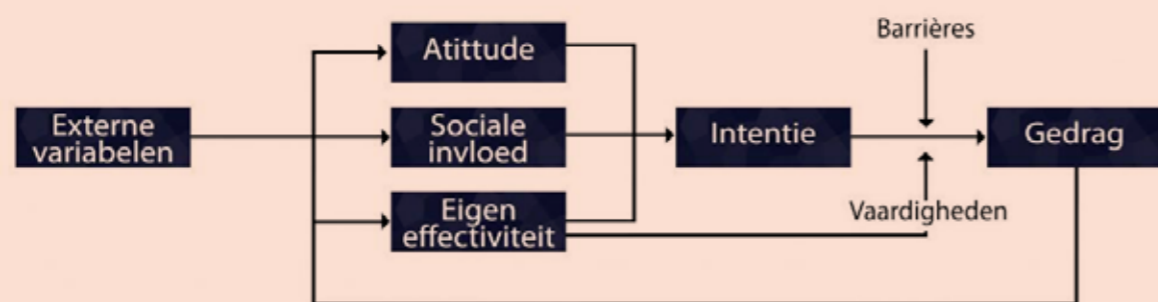 Externe
variabelen
Atittude
Sociale
invloed
Eigen
effectiviteit
Intentie
Barrières
Vaardigheden
Gedrag